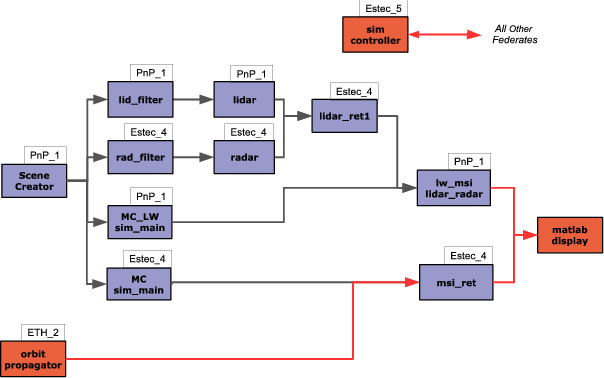 Estec_5
sim
controller
All Other
Federates
PnP_1
lid_filter
PnP_1
lidar
Estec_4
lidar_ret1
Estec_4
rad_filter
Estec_4
radar
PnP_1
Scene
Creator
PnP_1
MC_LW
sim_main
PnP_1
lw_msi
lidar_radar
matlab
display
Estec_4
MC
sim_main
Estec_4
msi_ret
ETH_2
orbit
propagator